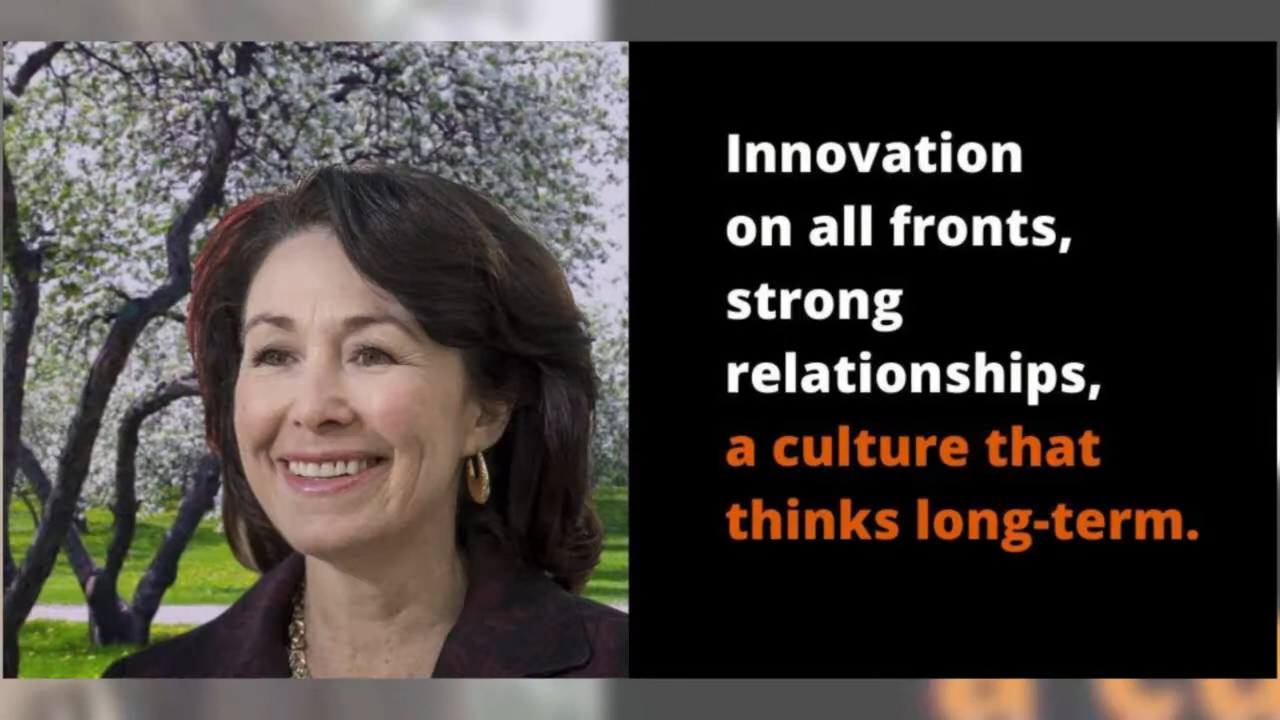 Innovation
on all fronts,
strong
relationships,
a culture that
thinks long-term.